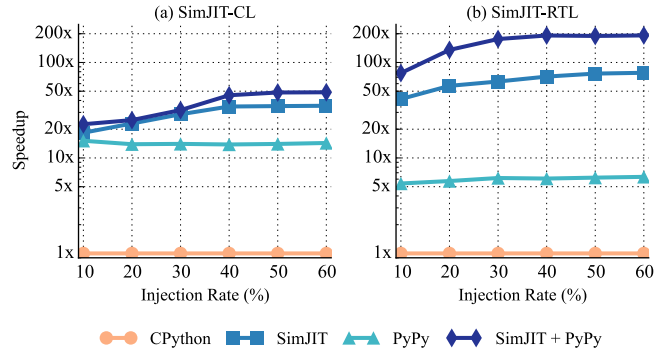 (a) SimJIT-CL
(b) SimJIT-RTL
Speedup
200x
100x
50x
20x
10x
5x
1x
10 20 30 40 50 60
Injection Rate (%)
200x
100x
50x
20x
10x
5x
1x
10 20 30 40 50 60
Injection Rate (%)
CPython SimJIT PyPy SimJIT + PyPy